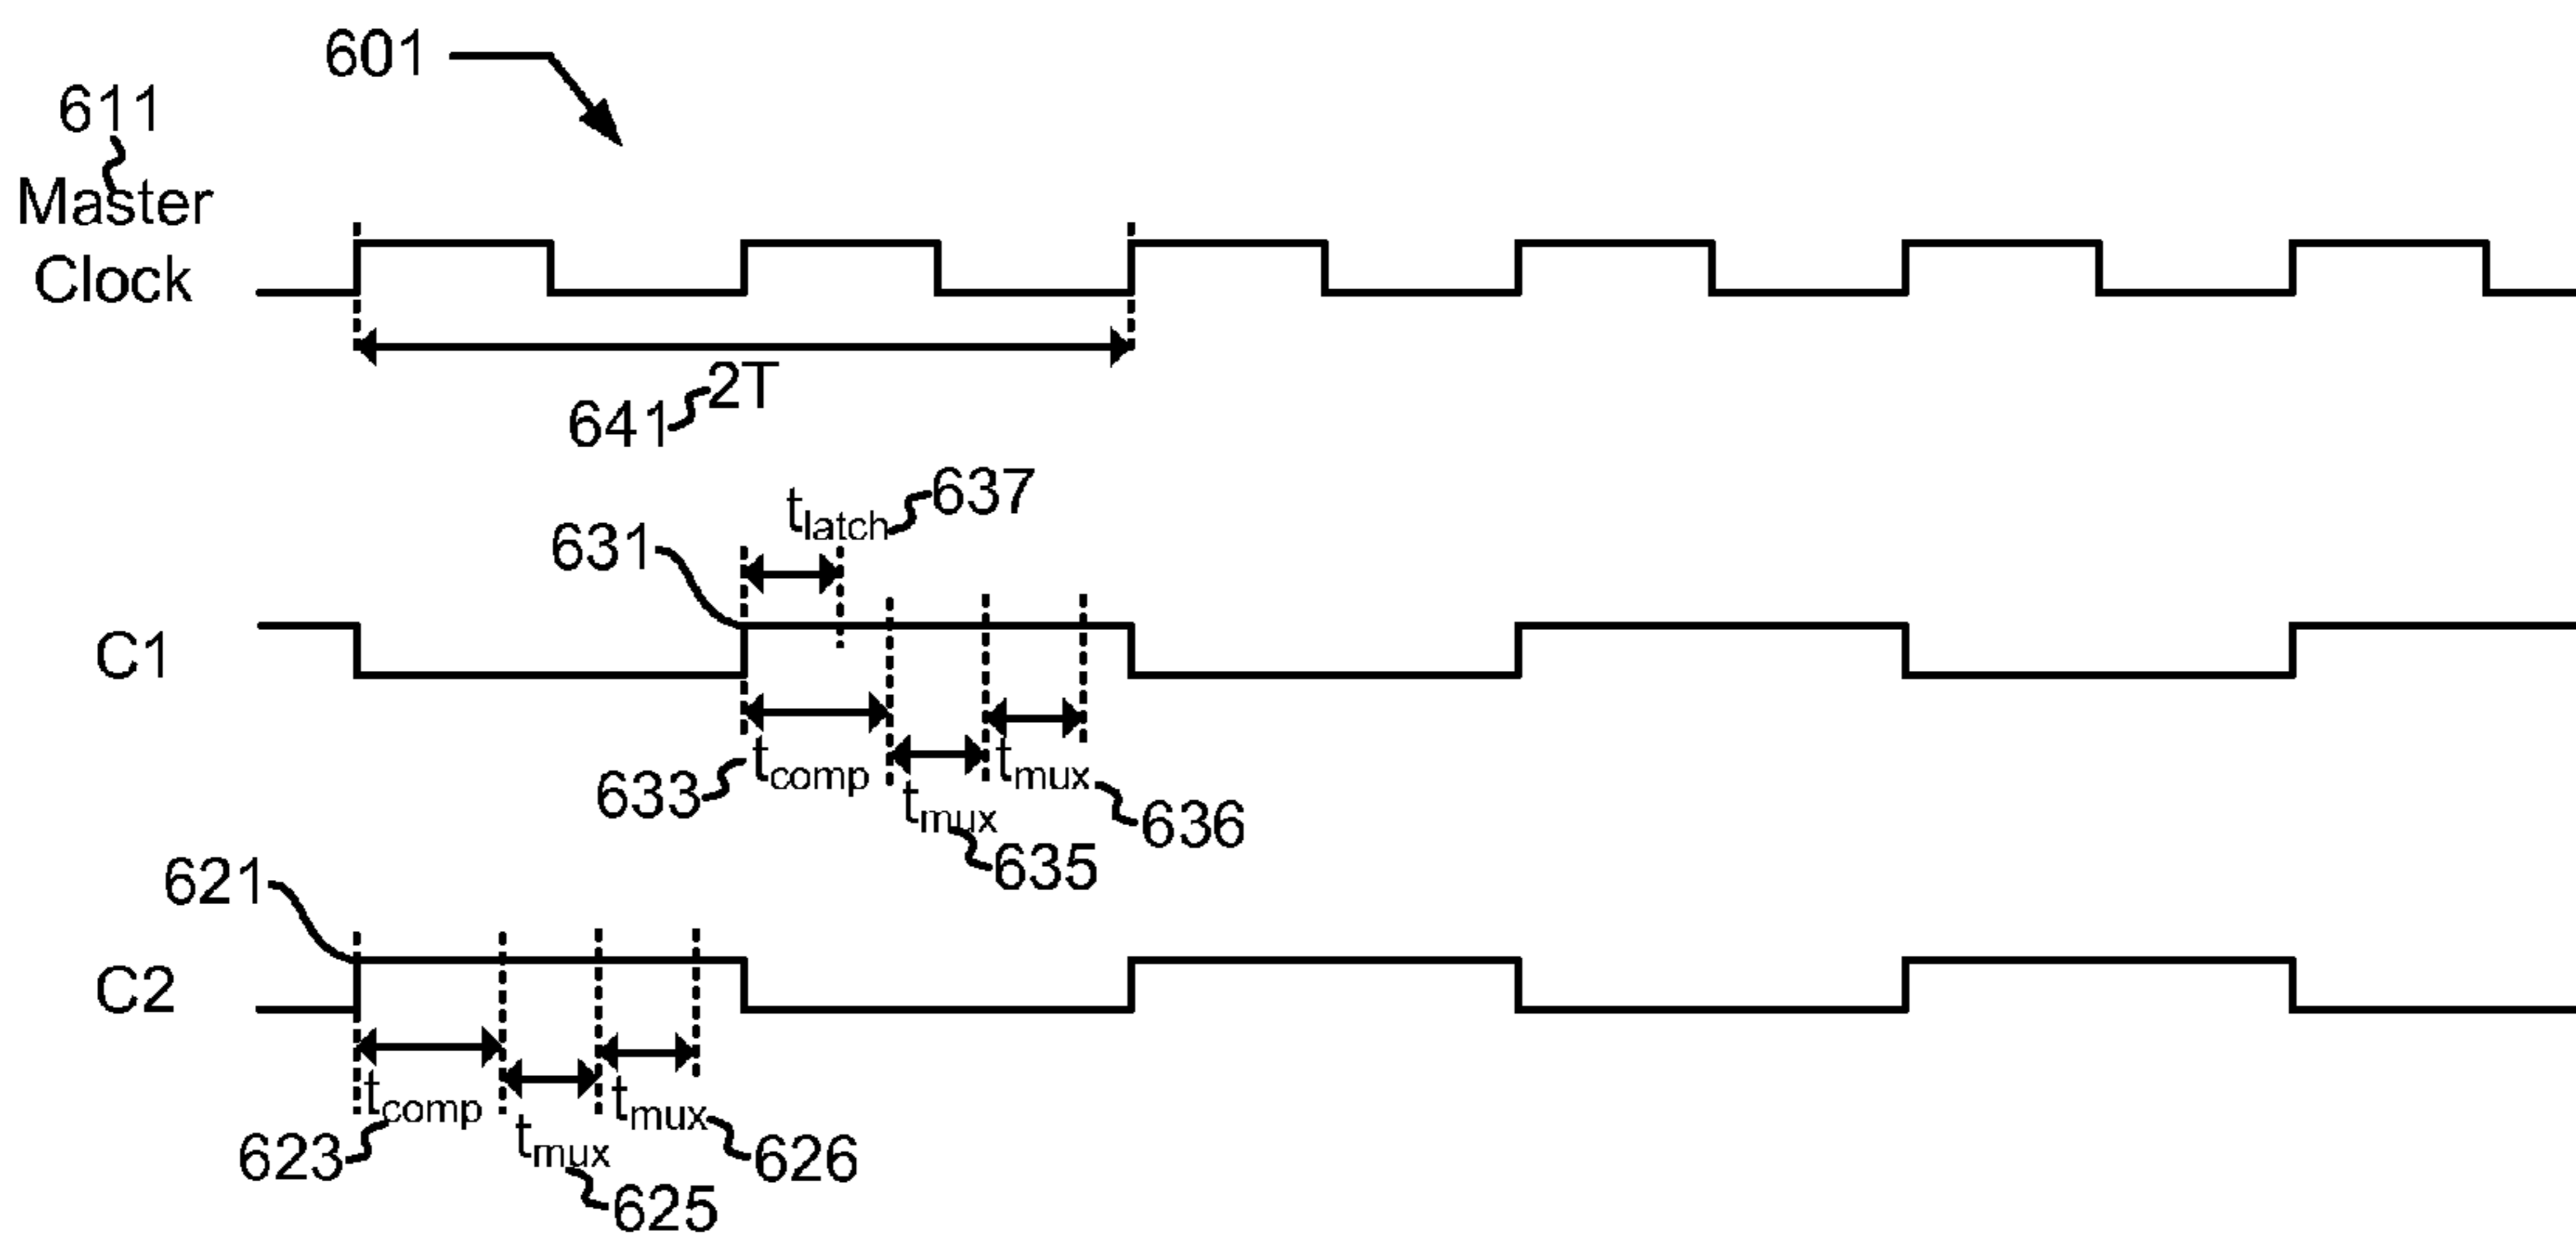 601
611
Master
Clock
2T
641
tlatch
637
631
C1
tcomp
633
tmux
635
tmux
636
621
C2
tcomp
623
tmux
625
tmux
626